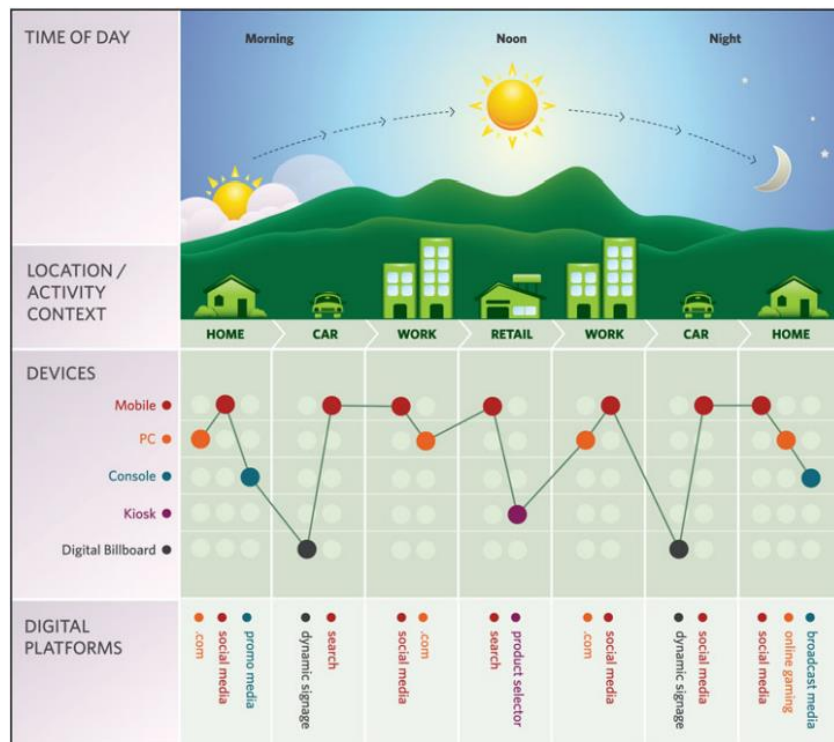 TIME OF DAY
Morning
Noon
Night
LOCATION /
ACTIVITY
CONTEXT
HOME
CAR
WORK
RETAIL
WORK
CAR
HOME
DEVICES
Mobile
PC
Console
Kiosk
Digital Billboard
DIGITAL
PLATFORMS
.com
social media
promo media
dynamic signage
search
social media
.com
search
product selector
.com
social media
dynamic signage
social media
social media
online gaming
broadcast media